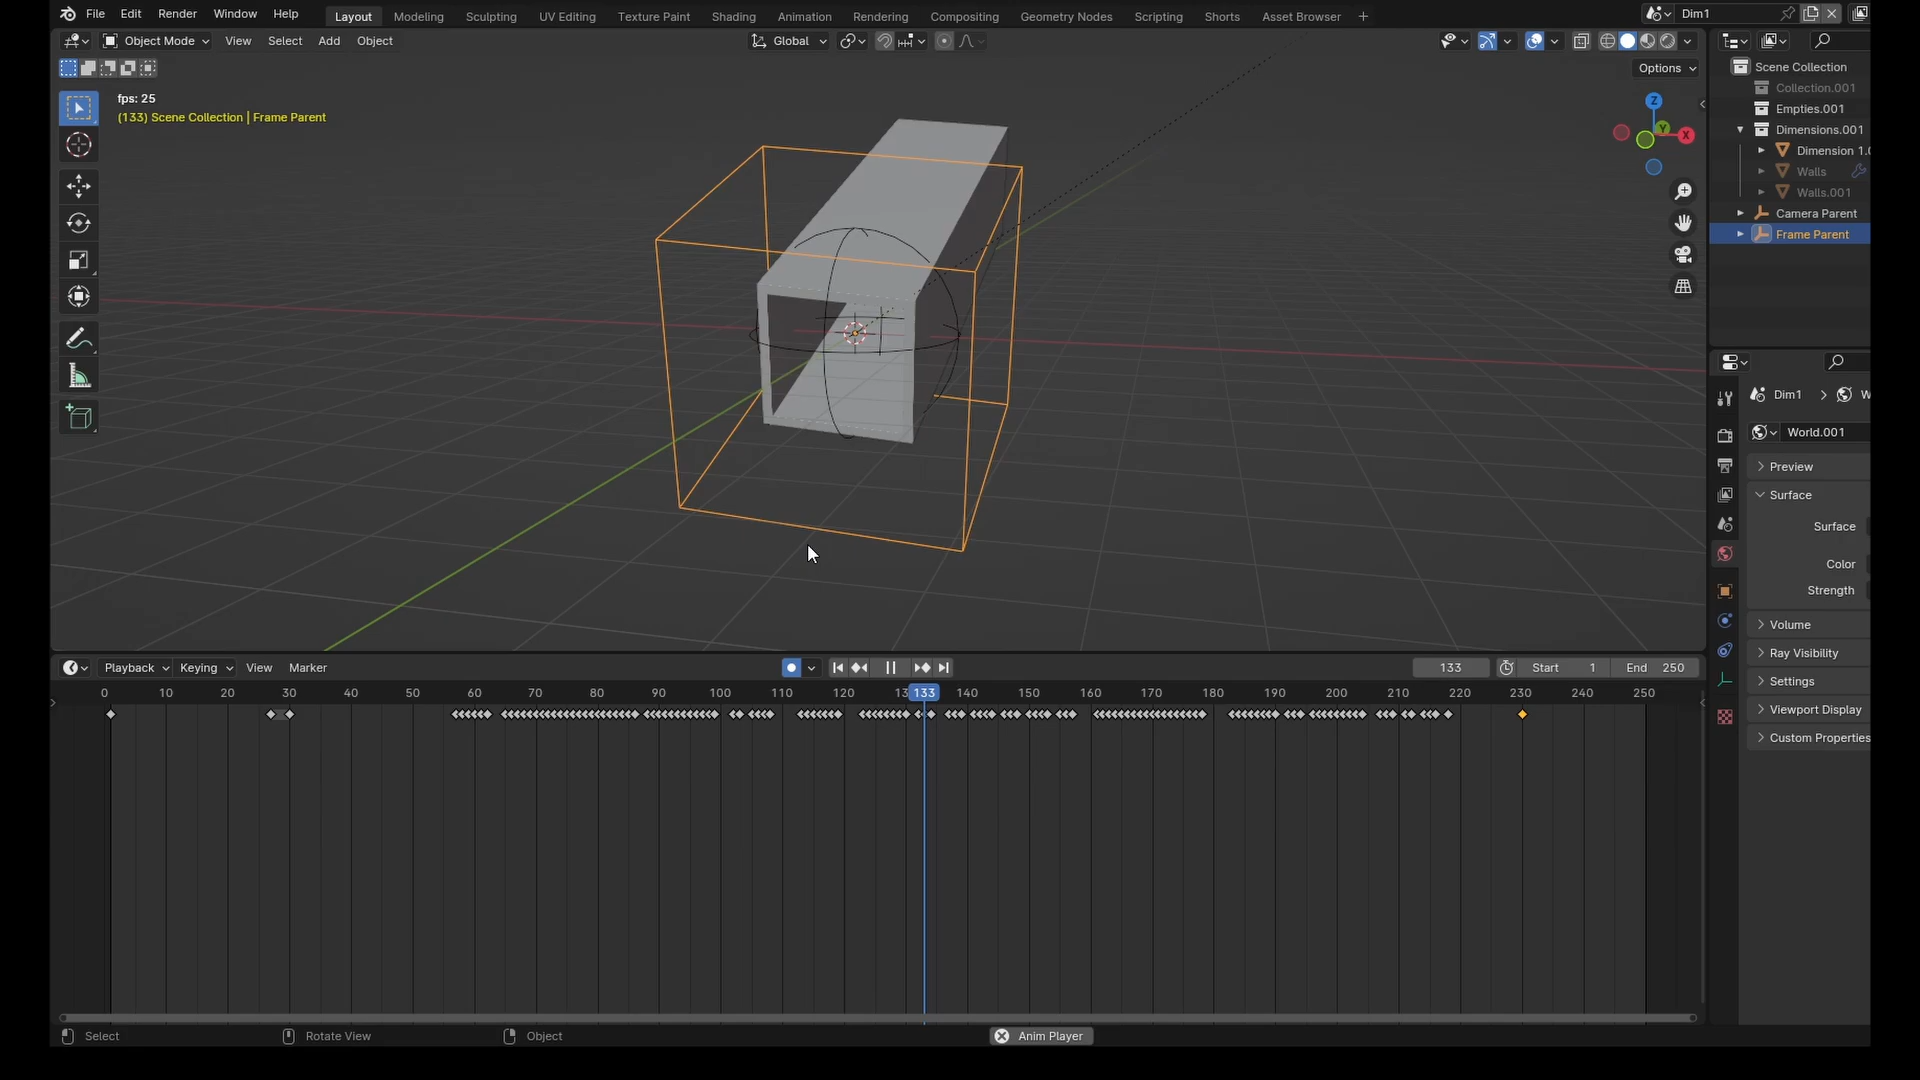 File Edit Render Window Help Layout Modeling Sculpting UV Editing Texture Paint Shading Animation Rendering Compositing Geometry Nodes Scripting Shorts Asset Browser + Dim1
Object Mode View Select Add Object Global
Options
fps: 25
(133) Scene Collection | Frame Parent
Z
Y
X
Scene Collection
Collection.001
Empties.001
Dimensions.001
Dimension 1.0
Walls
Walls.001
Camera Parent
Frame Parent
Dim1 > W
World.001
Preview
Surface
Surface
Color
Strength
Volume
Ray Visibility
Settings
Viewport Display
Custom Properties
Playback Keying View Marker 133 Start 1 End 250
0 10 20 30 40 50 60 70 80 90 100 110 120 13 133 140 150 160 170 180 190 200 210 220 230 240 250
Select Rotate View Object Anim Player